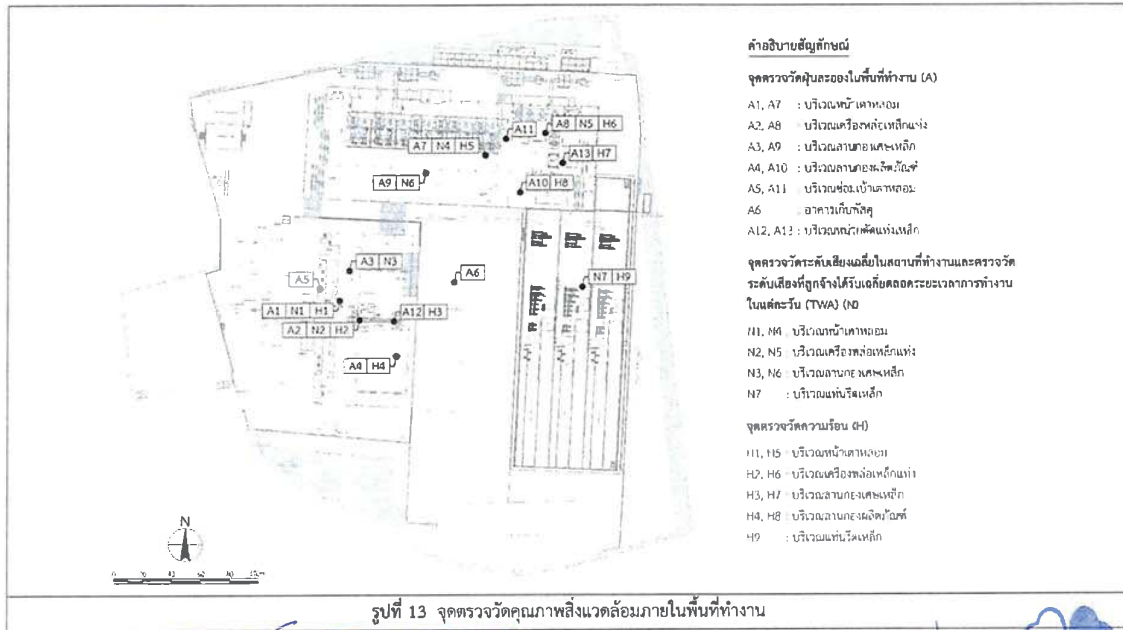 A11
A8 N5 H6
A7 N4 H5
A13 H7
A9 N6
A10 H8
A3 N3
A6
A5
N7 H9
A1 N1 H1
A12 H3
A2 N2 H2
A4 H4
N
คำอธิบายสัญลักษณ์
จุดตรวจวัดฝุ่นละอองในพื้นที่ทำงาน (A)
A1, A7 : บริเวณหน้าเตาหลอม
A2, A8 บริเวณเครื่องหล่อเหล็กแท่ง
A3, A9 : บริเวณลานกองเศษเหล็ก
A4, A10 : บริเวณลานกองผลิตภัณฑ์
A5, A11 : บริเวณซ่อมเบ้าเตาหลอม
A6 อาคารเก็บพัสดุ
A12, A13 : บริเวณหน่วยตัดแท่งเหล็ก
จุดตรวจวัดระดับเสียงเฉลี่ยในสถานที่ทำงานและตรวจวัด
ระดับเสียงที่ลูกจ้างได้รับเฉลี่ยตลอดระยะเวลาการทำงาน
ในแต่ละวัน (TWA) (N)
N1, N4 : บริเวณหน้าเตาหลอม
N2, N5 : บริเวณเครื่องหล่อเหล็กแท่ง
N3, N6 : บริเวณลานกองเศษเหล็ก
N7 : บริเวณแท่นรีดเหล็ก
จุดตรวจวัดความร้อน (H)
H1, H5 : บริเวณหน้าเตาหลอม
H2, H6 : บริเวณเครื่องหล่อเหล็กแท่ง
H3, H7 : บริเวณลานกองเศษเหล็ก
H4, H8 : บริเวณลานกองผลิตภัณฑ์
H9 : บริเวณแท่นรีดเหล็ก
รูปที่ 13 จุดตรวจวัดคุณภาพสิ่งแวดล้อมภายในพื้นที่ทำงาน